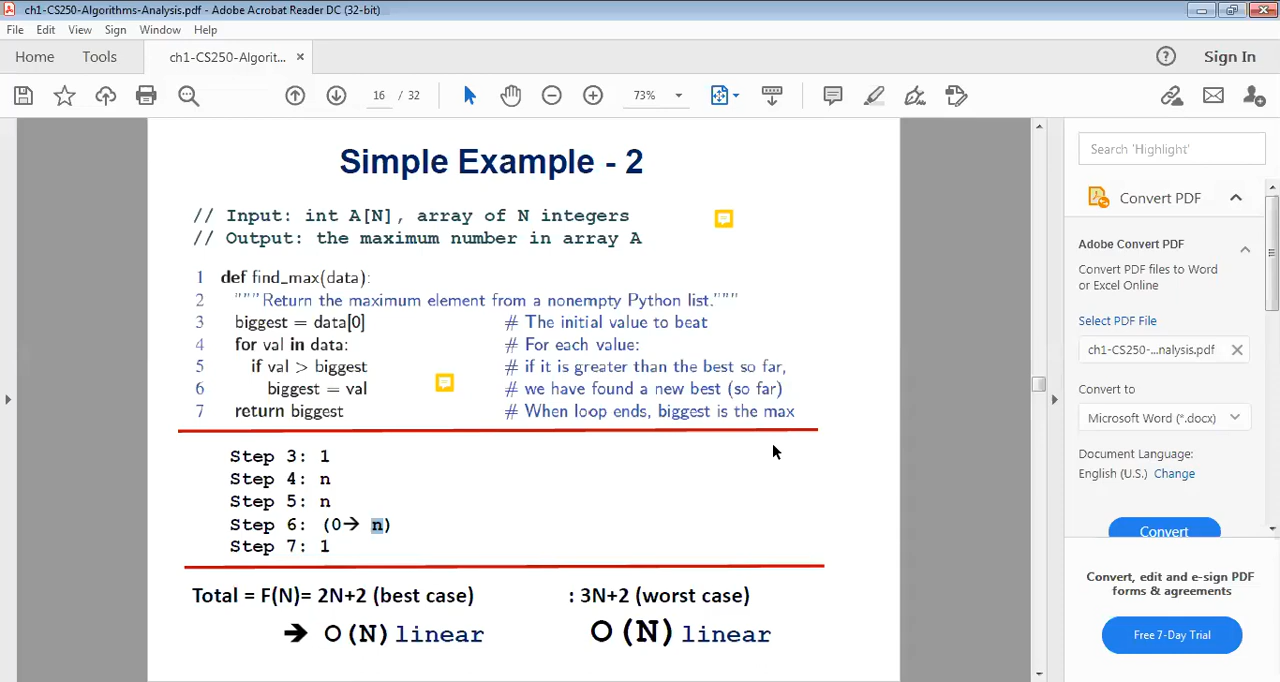 ch1-CS250-Algorithms-Analysis.pdf - Adobe Acrobat Reader DC (32-bit)
File Edit View Sign Window Help
Home Tools ch1-CS250-Algorit... × Sign In
16 / 32 73%
Simple Example - 2
// Input: int A[N], array of N integers
// Output: the maximum number in array A
1 def find_max(data):
2 """Return the maximum element from a nonempty Python list."""
3 biggest = data[0] # The initial value to beat
4 for val in data: # For each value:
5 if val > biggest # if it is greater than the best so far,
6 biggest = val # we have found a new best (so far)
7 return biggest # When loop ends, biggest is the max
Step 3: 1
Step 4: n
Step 5: n
Step 6: (0→ n)
Step 7: 1
Total = F(N)= 2N+2 (best case) : 3N+2 (worst case)
➔ O(N) linear O(N) linear
Search 'Highlight'
Convert PDF
Adobe Convert PDF
Convert PDF files to Word
or Excel Online
Select PDF File
ch1-CS250-...nalysis.pdf ×
Convert to
Microsoft Word (*.docx)
Document Language:
English (U.S.) Change
Convert
Convert, edit and e-sign PDF
forms & agreements
Free 7-Day Trial